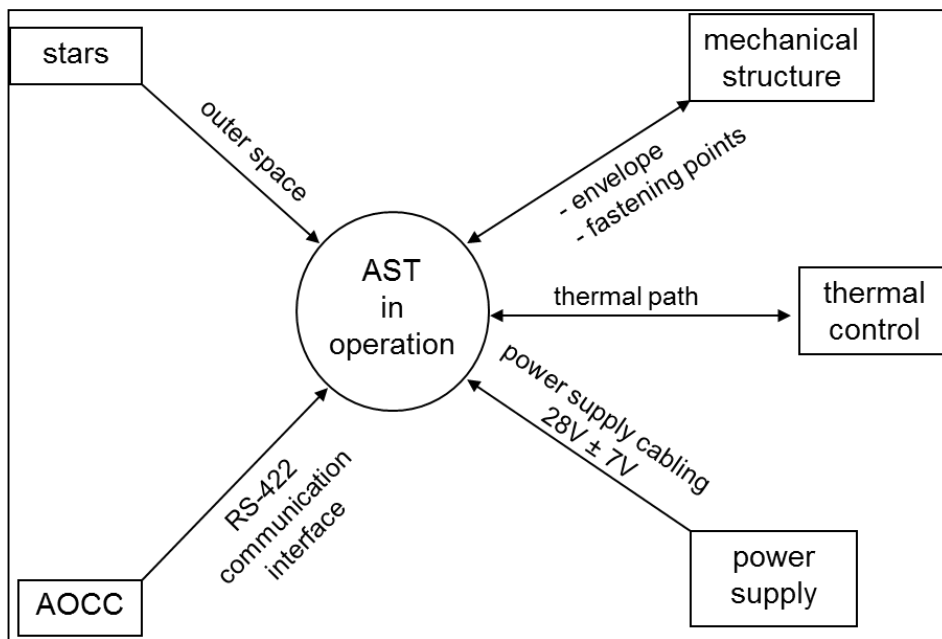 stars
mechanical
structure
outer space
- envelope
- fastening points
AST
in
operation
thermal path
thermal
control
power supply cabling
28V ± 7V
RS-422
communication
interface
AOCC
power
supply